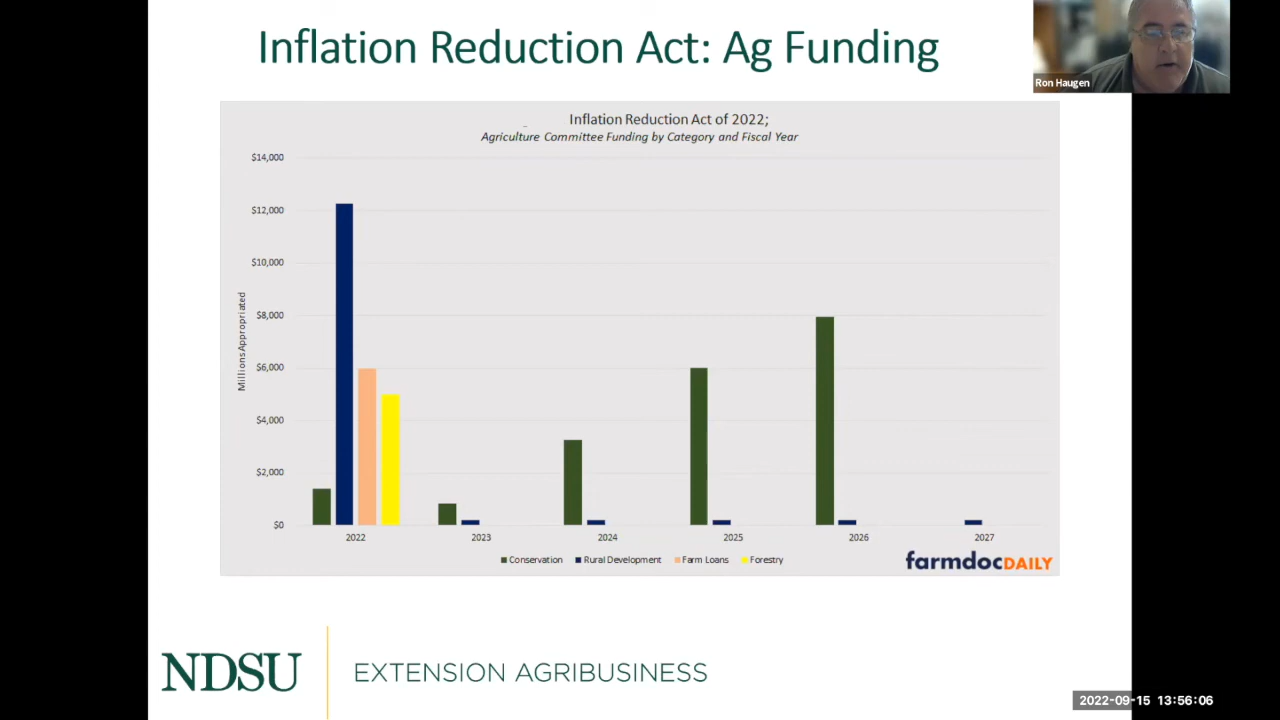 Inflation Reduction Act: Ag Funding
Ron Haugen
Inflation Reduction Act of 2022;
Agriculture Committee Funding by Category and Fiscal Year
$14,000
$12,000
$10,000
$8,000
$6,000
$4,000
$2,000
$0
Millions Appropriated
2022 2023 2024 2025 2026 2027
Conservation Rural Development Farm Loans Forestry
farmdocDAILY
NDSU EXTENSION AGRIBUSINESS
2022-09-15 13:56:06